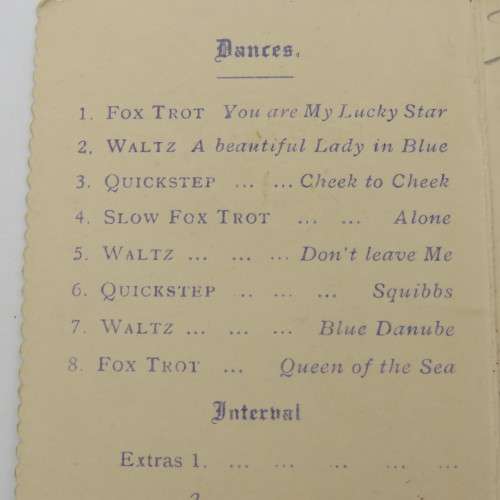 Dances.
1. FOX TROT You are My Lucky Star
2. WALTZ A beautiful Lady in Blue
3. QUICKSTEP ... ... Cheek to Cheek
4. SLOW FOX TROT ... ... Alone
5. WALTZ ... ... ... Don't leave Me
6. QUICKSTEP .. ... ... Squibbs
7. WALTZ ... ... ... Blue Danube
8. FOX TROT ... Queen of the Sea
Interval
Extras 1. ... ... ... ... ...
2